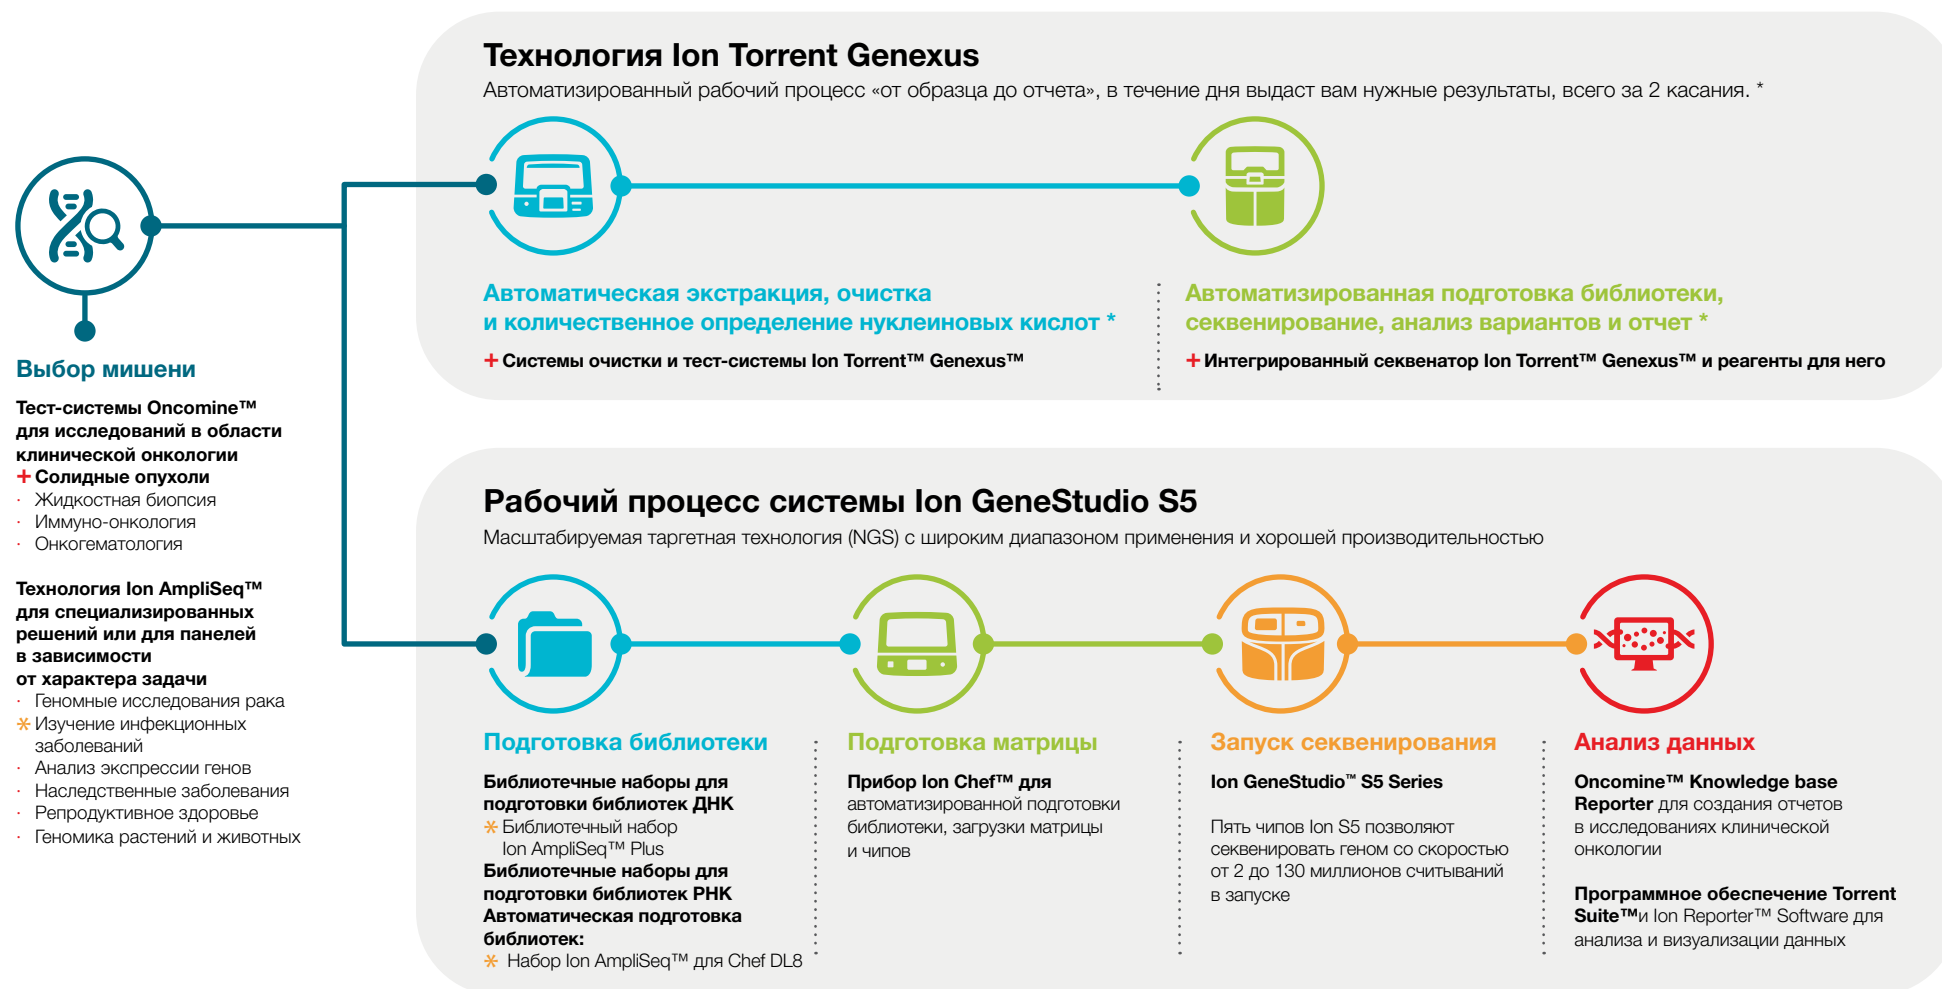 Технология Ion Torrent Genexus
Автоматизированный рабочий процесс «от образца до отчета», в течение дня выдаст вам нужные результаты, всего за 2 касания. *
Автоматическая экстракция, очистка
и количественное определение нуклеиновых кислот *
+ Системы очистки и тест-системы Ion Torrent™ Genexus™
Автоматизированная подготовка библиотеки,
секвенирование, анализ вариантов и отчет *
+ Интегрированный секвенатор Ion Torrent™ Genexus™ и реагенты для него
Выбор мишени
Тест-системы Oncomine™
для исследований в области
клинической онкологии
+ Солидные опухоли
· Жидкостная биопсия
· Иммуно-онкология
· Онкогематология
Технология Ion AmpliSeq™
для специализированных
решений или для панелей
в зависимости
от характера задачи
· Геномные исследования рака
* Изучение инфекционных
заболеваний
· Анализ экспрессии генов
· Наследственные заболевания
· Репродуктивное здоровье
· Геномика растений и животных
Рабочий процесс системы Ion GeneStudio S5
Масштабируемая таргетная технология (NGS) с широким диапазоном применения и хорошей производительностью
Подготовка библиотеки
Библиотечные наборы для
подготовки библиотек ДНК
* Библиотечный набор
Ion AmpliSeq™ Plus
Библиотечные наборы для
подготовки библиотек РНК
Автоматическая подготовка
библиотек:
* Набор Ion AmpliSeq™ для Chef DL8
Подготовка матрицы
Прибор Ion Chef™ для
автоматизированной подготовки
библиотеки, загрузки матрицы
и чипов
Запуск секвенирования
Ion GeneStudio™ S5 Series
Пять чипов Ion S5 позволяют
секвенировать геном со скоростью
от 2 до 130 миллионов считываний
в запуске
Анализ данных
Oncomine™ Knowledge base
Reporter для создания отчетов
в исследованиях клинической
онкологии
Программное обеспечение Torrent
Suite™и Ion Reporter™ Software для
анализа и визуализации данных